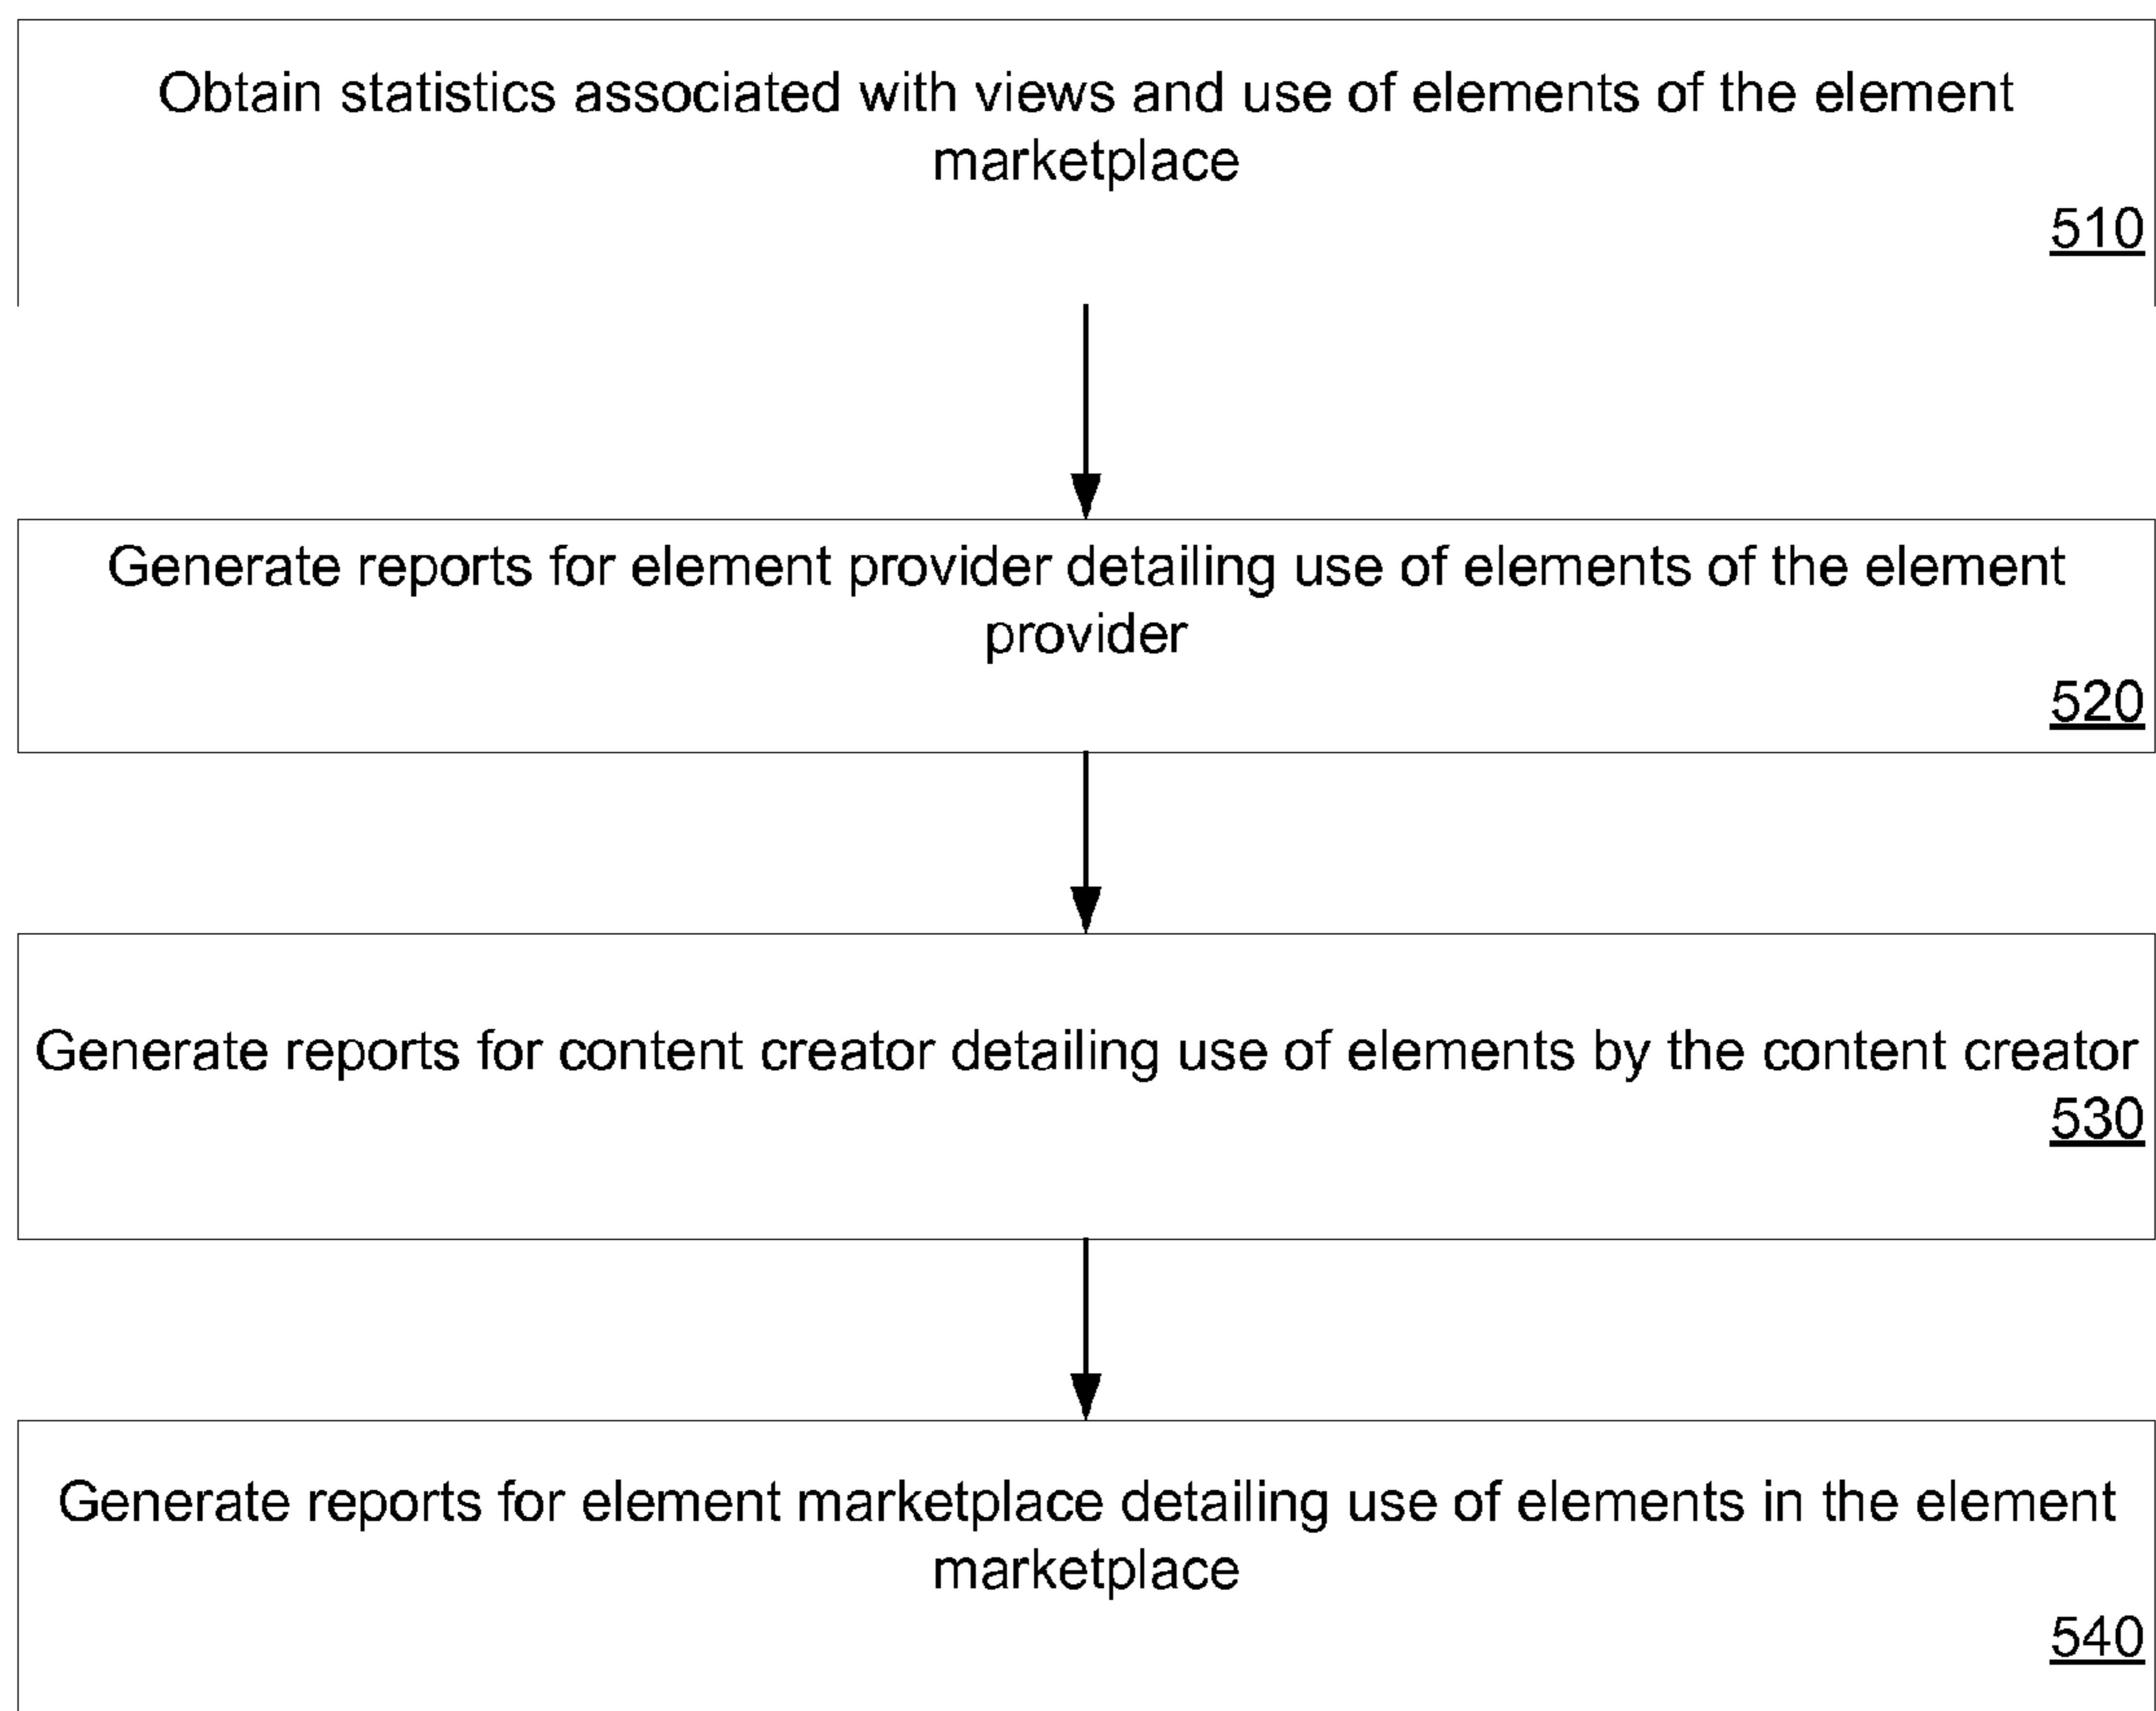 Obtain statistics associated with views and use of elements of the element
marketplace
510
Generate reports for element provider detailing use of elements of the element
provider
520
Generate reports for content creator detailing use of elements by the content creator
530
Generate reports for element marketplace detailing use of elements in the element
marketplace
540